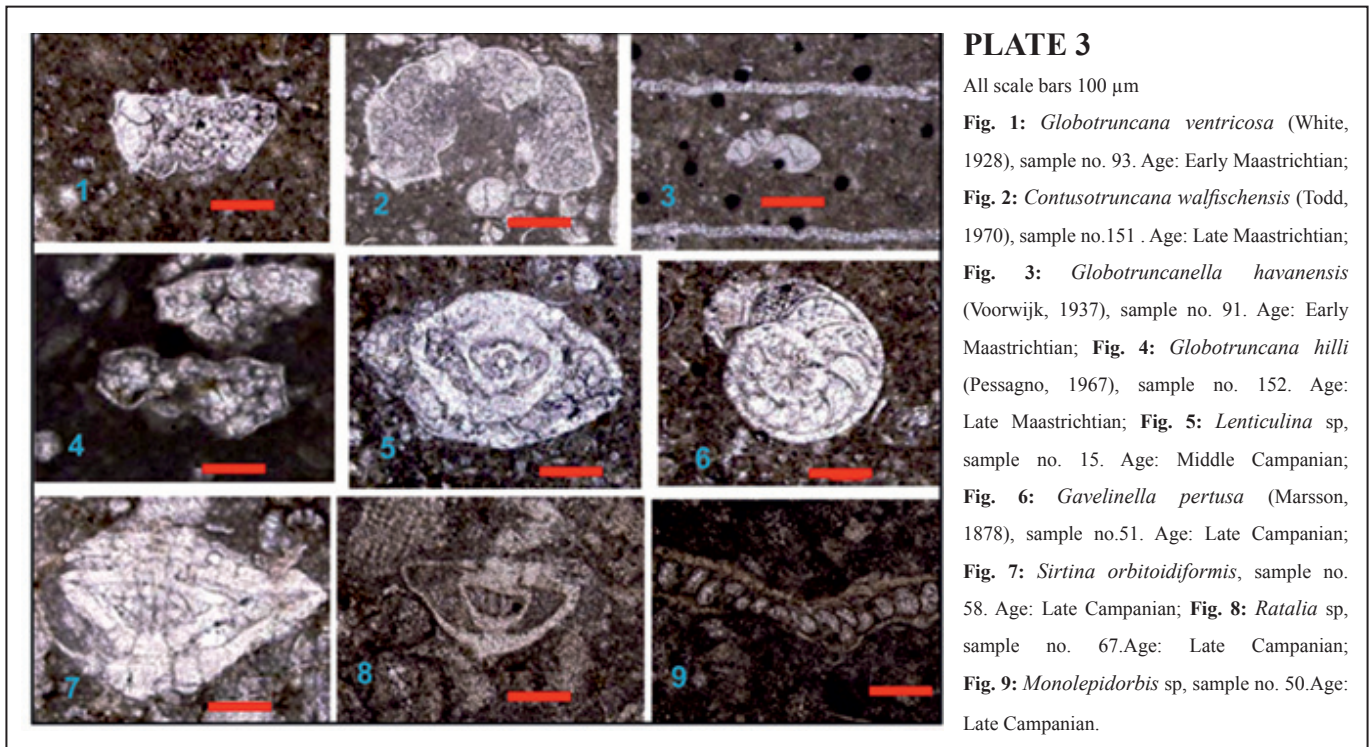 PLATE 3
All scale bars 100 µm
Fig. 1: Globotruncana ventricosa (White,
1928), sample no. 93. Age: Early Maastrichtian;
Fig. 2: Contusotruncana walfischensis (Todd,
1970), sample no.151 . Age: Late Maastrichtian;
Fig. 3: Globotruncanella havanensis
(Voorwijk, 1937), sample no. 91. Age: Early
Maastrichtian; Fig. 4: Globotruncana hilli
(Pessagno, 1967), sample no. 152. Age:
Late Maastrichtian; Fig. 5: Lenticulina sp,
sample no. 15. Age: Middle Campanian;
Fig. 6: Gavelinella pertusa (Marsson,
1878), sample no.51. Age: Late Campanian;
Fig. 7: Sirtina orbitoidiformis, sample no.
58. Age: Late Campanian; Fig. 8: Ratalia sp,
sample no. 67.Age: Late Campanian;
Fig. 9: Monolepidorbis sp, sample no. 50.Age:
Late Campanian.
1
2
3
4
5
6
7
8
9